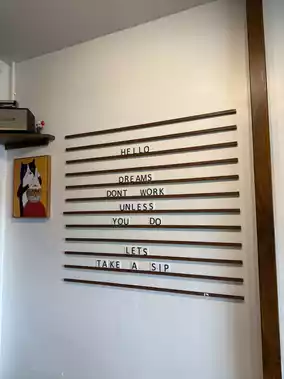 HELLO
DREAMS
DONT WORK
UNLESS
YOU DO
LETS
TAKE A SIP